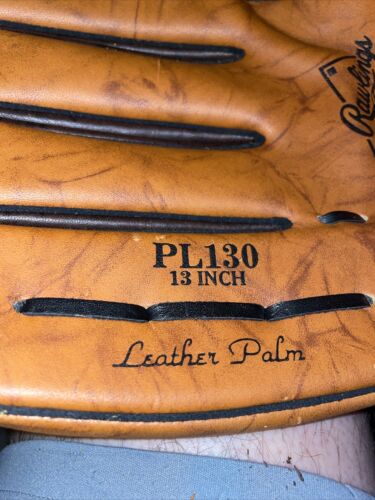 Rawlings
PL130
13 INCH
Leather Palm